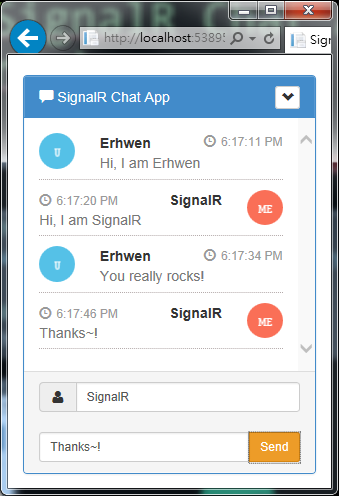 SignalR C
http://localhost:5389
Sign
SignalR Chat App
U
Erhwen
6:17:11 PM
Hi, I am Erhwen
6:17:20 PM
SignalR
ME
Hi, I am SignalR
U
Erhwen
6:17:34 PM
You really rocks!
6:17:46 PM
SignalR
ME
Thanks~!
SignalR
Thanks~!
Send